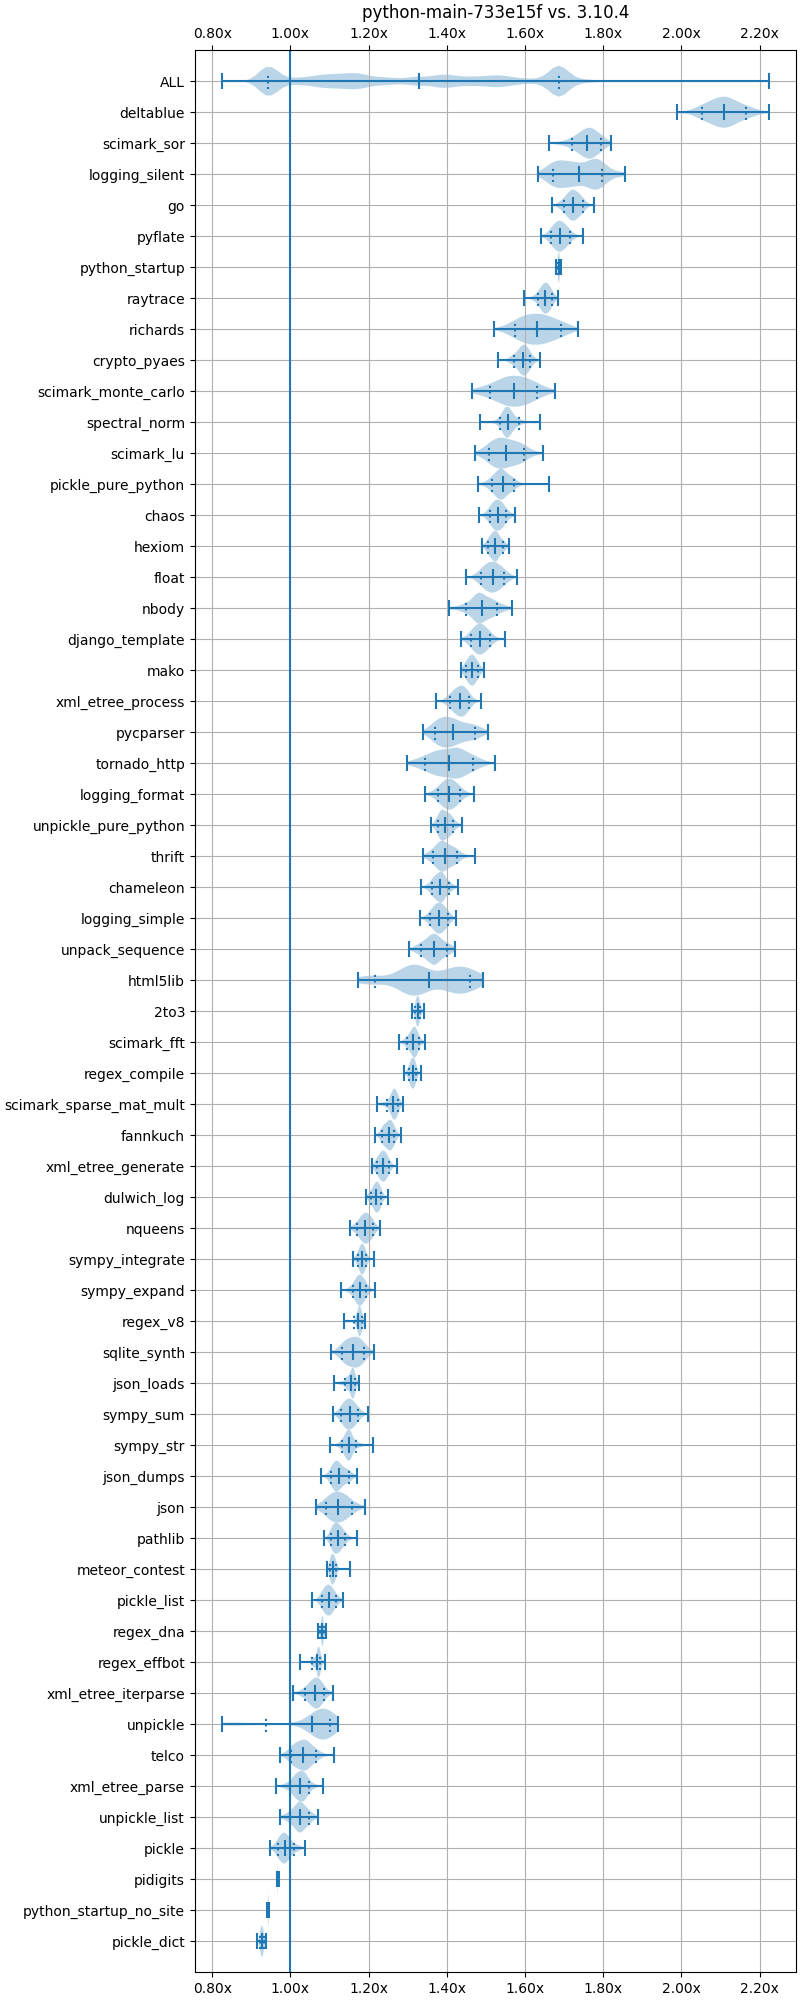 python-main-733e15f vs. 3.10.4
0.80x 1.00x 1.20x 1.40x 1.60x 1.80x 2.00x 2.20x
ALL
deltablue
scimark_sor
logging_silent
go
pyflate
python_startup
raytrace
richards
crypto_pyaes
scimark_monte_carlo
spectral_norm
scimark_lu
pickle_pure_python
chaos
hexiom
float
nbody
django_template
mako
xml_etree_process
pycparser
tornado_http
logging_format
unpickle_pure_python
thrift
chameleon
logging_simple
unpack_sequence
html5lib
2to3
scimark_fft
regex_compile
scimark_sparse_mat_mult
fannkuch
xml_etree_generate
dulwich_log
nqueens
sympy_integrate
sympy_expand
regex_v8
sqlite_synth
json_loads
sympy_sum
sympy_str
json_dumps
json
pathlib
meteor_contest
pickle_list
regex_dna
regex_effbot
xml_etree_iterparse
unpickle
telco
xml_etree_parse
unpickle_list
pickle
pidigits
python_startup_no_site
pickle_dict
0.80x 1.00x 1.20x 1.40x 1.60x 1.80x 2.00x 2.20x